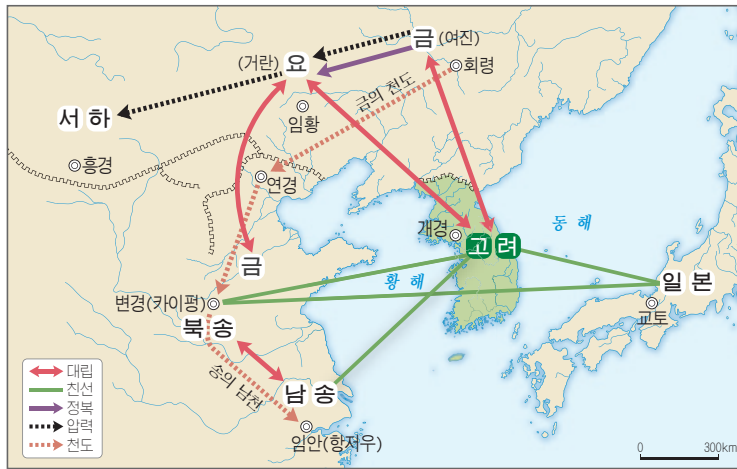 금 (여진)
(거란) 요
회령
금의 천도
서 하
임황
흥경
연경
개경
고 려
동 해
금
황 해
일 본
변경(카이펑)
교토
북 송
송의 남천
남 송
임안(항저우)
대립
친선
정복
압력
천도
0 300km